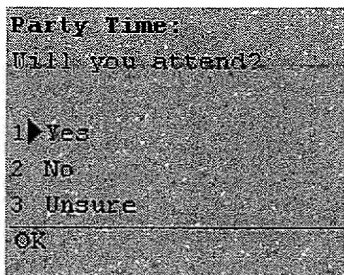 Party Time:
Will you attend?
1 Yes
2 No
3 Unsure
OK